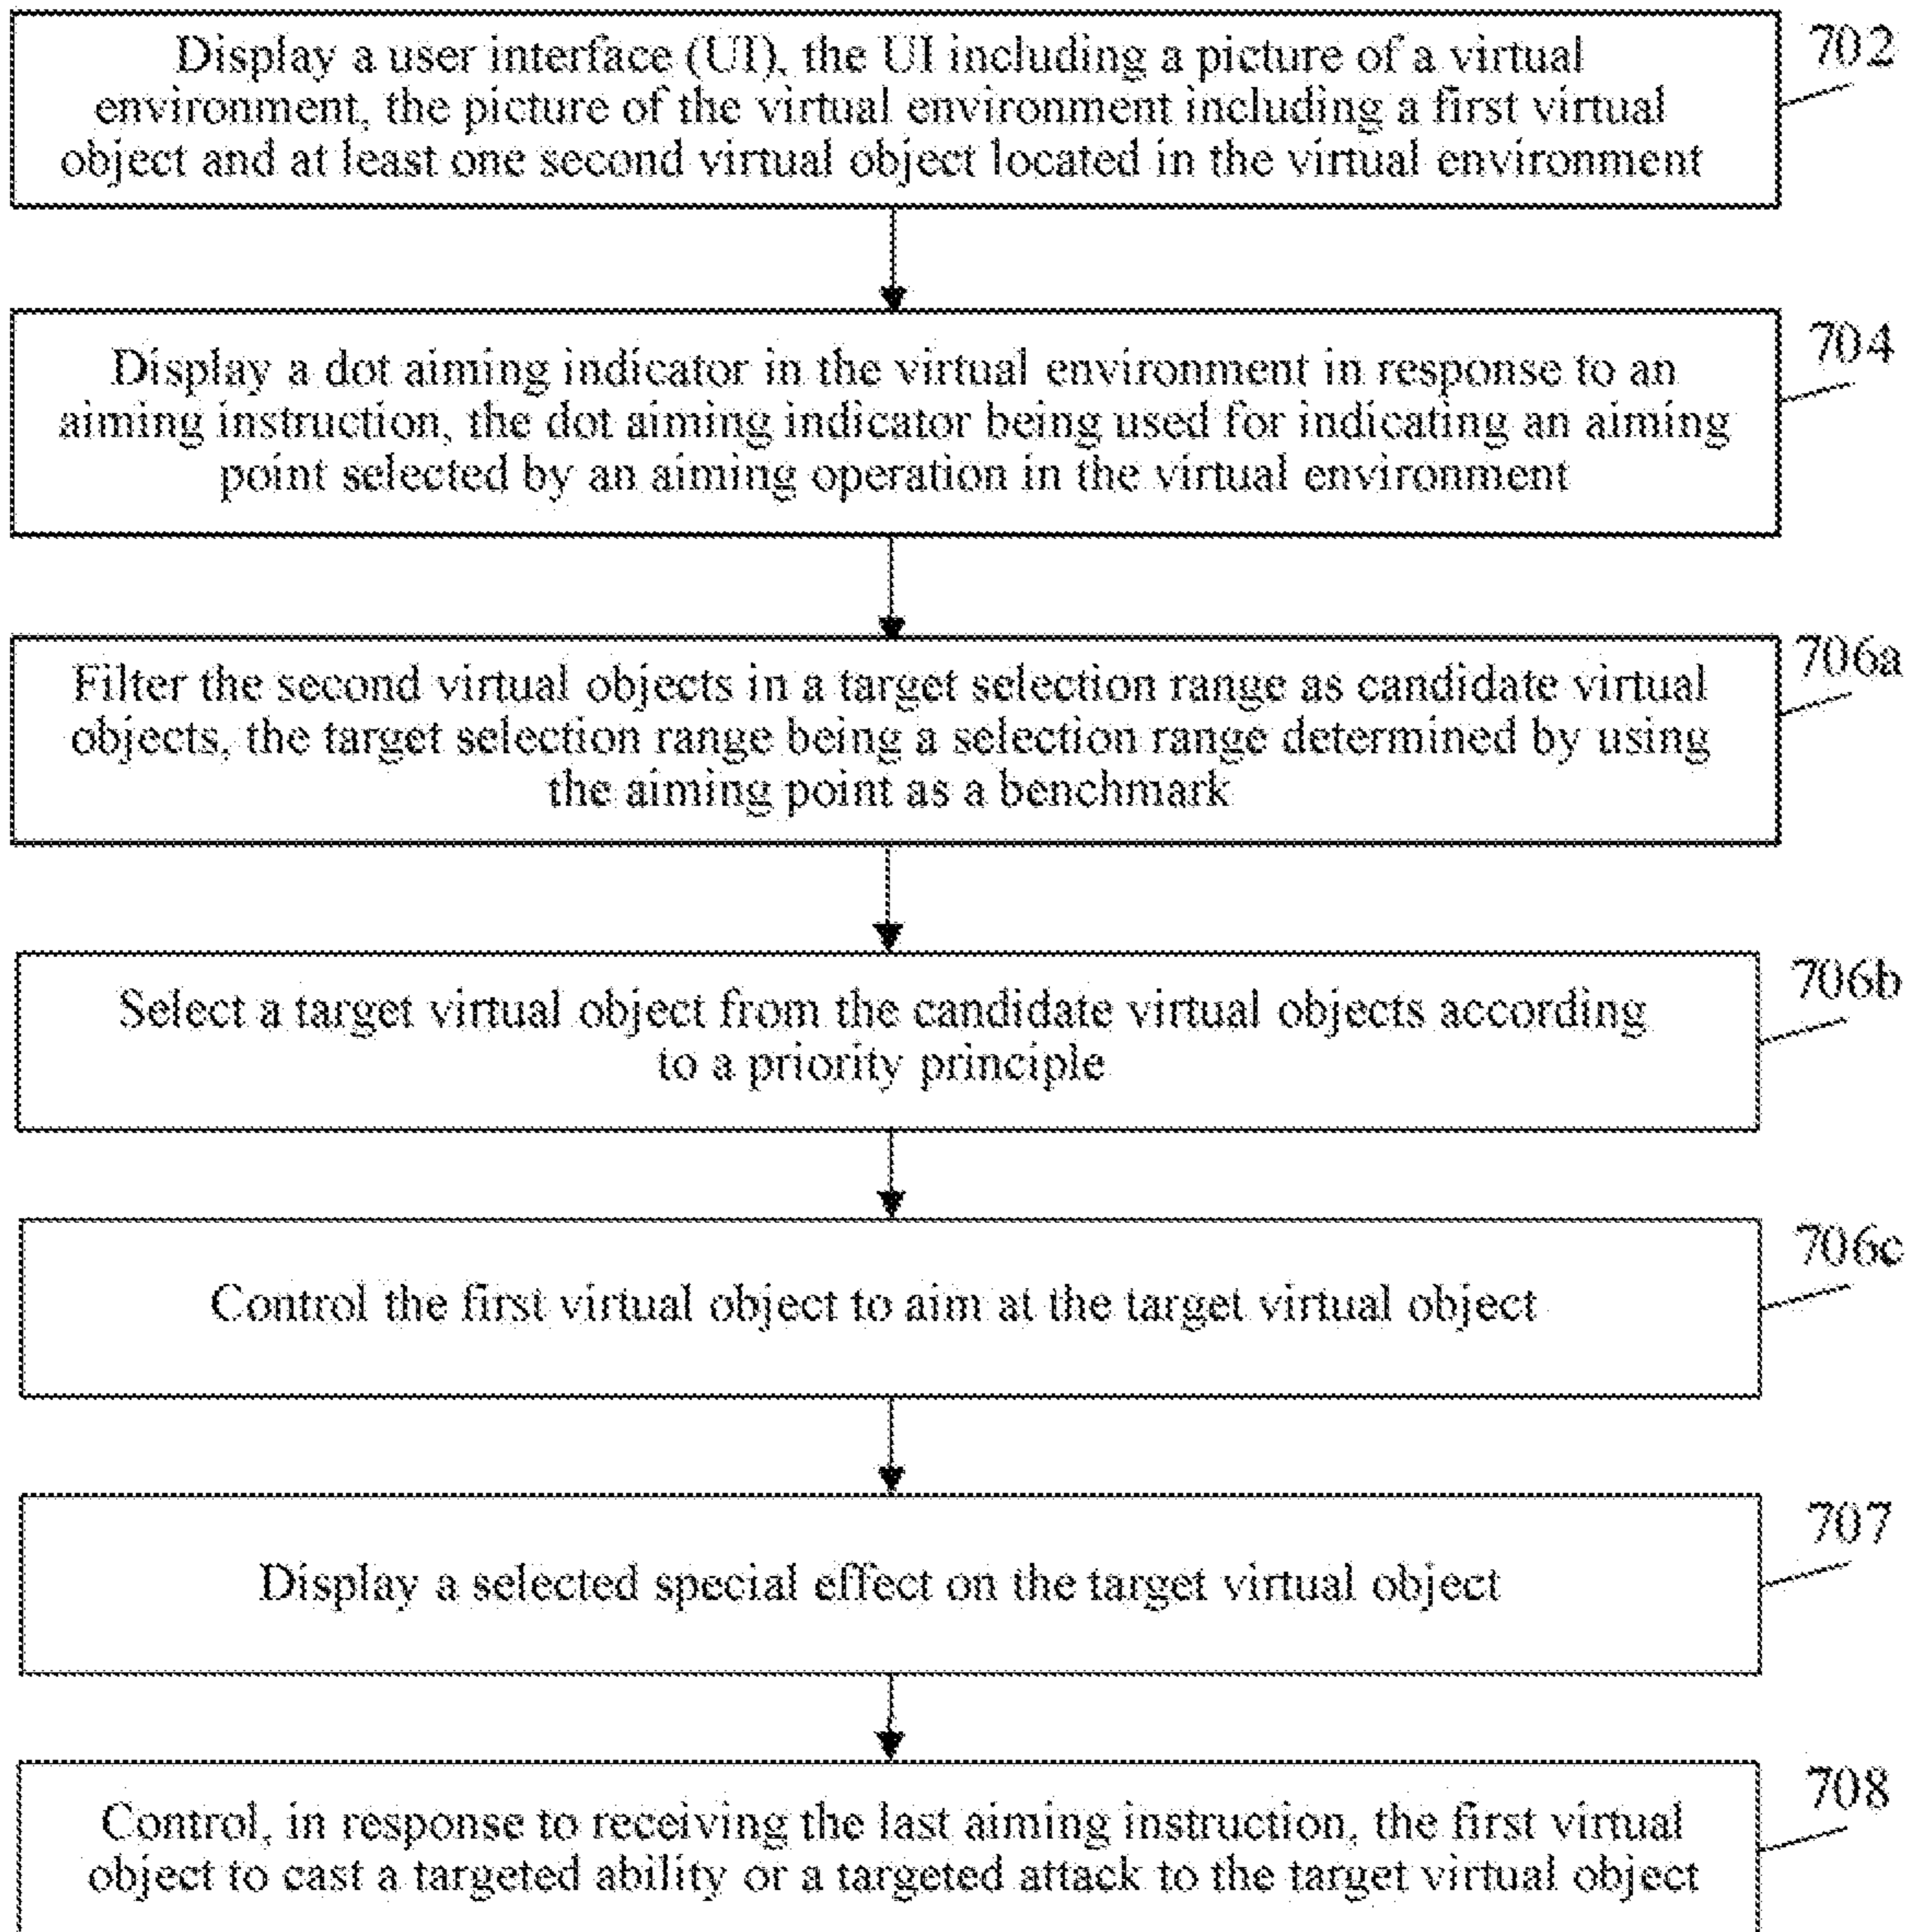 Display a user interface (UI), the UI including a picture of a virtual
environment, the picture of the virtual environment including a first virtual
object and at least one second virtual object located in the virtual environment
702
Display a dot aiming indicator in the virtual environment in response to an
aiming instruction, the dot aiming indicator being used for indicating an aiming
point selected by an aiming operation in the virtual environment
704
Filter the second virtual objects in a target selection range as candidate virtual
objects, the target selection range being a selection range determined by using
the aiming point as a benchmark
706a
Select a target virtual object from the candidate virtual objects according
to a priority principle
706b
Control the first virtual object to aim at the target virtual object
706c
Display a selected special effect on the target virtual object
707
Control, in response to receiving the last aiming instruction, the first virtual
object to cast a targeted ability or a targeted attack to the target virtual object
708